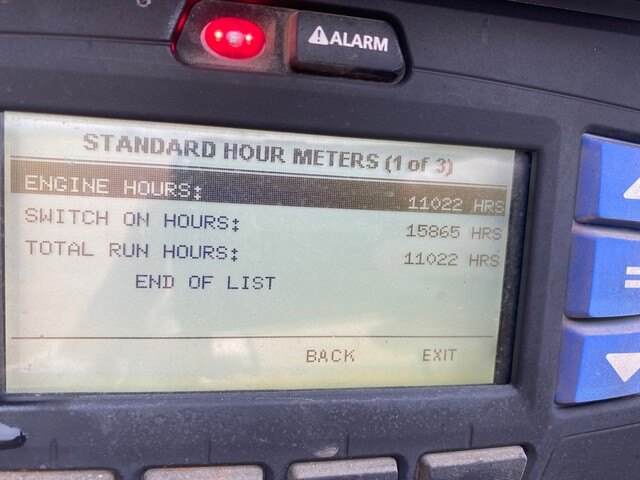 ⚠ALARM
STANDARD HOUR METERS (1 of 3)
ENGINE HOURS: 11022 HRS
SWITCH ON HOURS: 15865 HRS
TOTAL RUN HOURS: 11022 HRS
END OF LIST
BACK EXIT
=